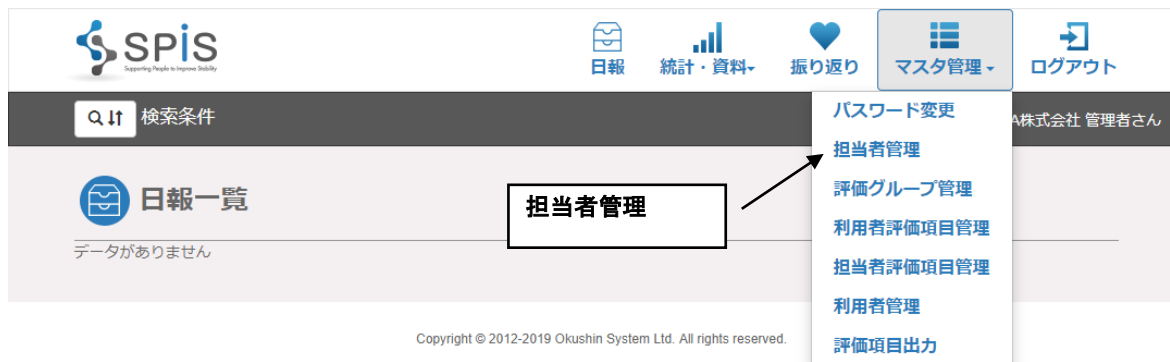 SPiS
Supporting People to Improve Stability
日報
統計・資料
振り返り
マスタ管理
ログアウト
検索条件
A株式会社 管理者さん
パスワード変更
担当者管理
評価グループ管理
利用者評価項目管理
担当者評価項目管理
利用者管理
評価項目出力
日報一覧
担当者管理
データがありません
Copyright © 2012-2019 Okushin System Ltd. All rights reserved.